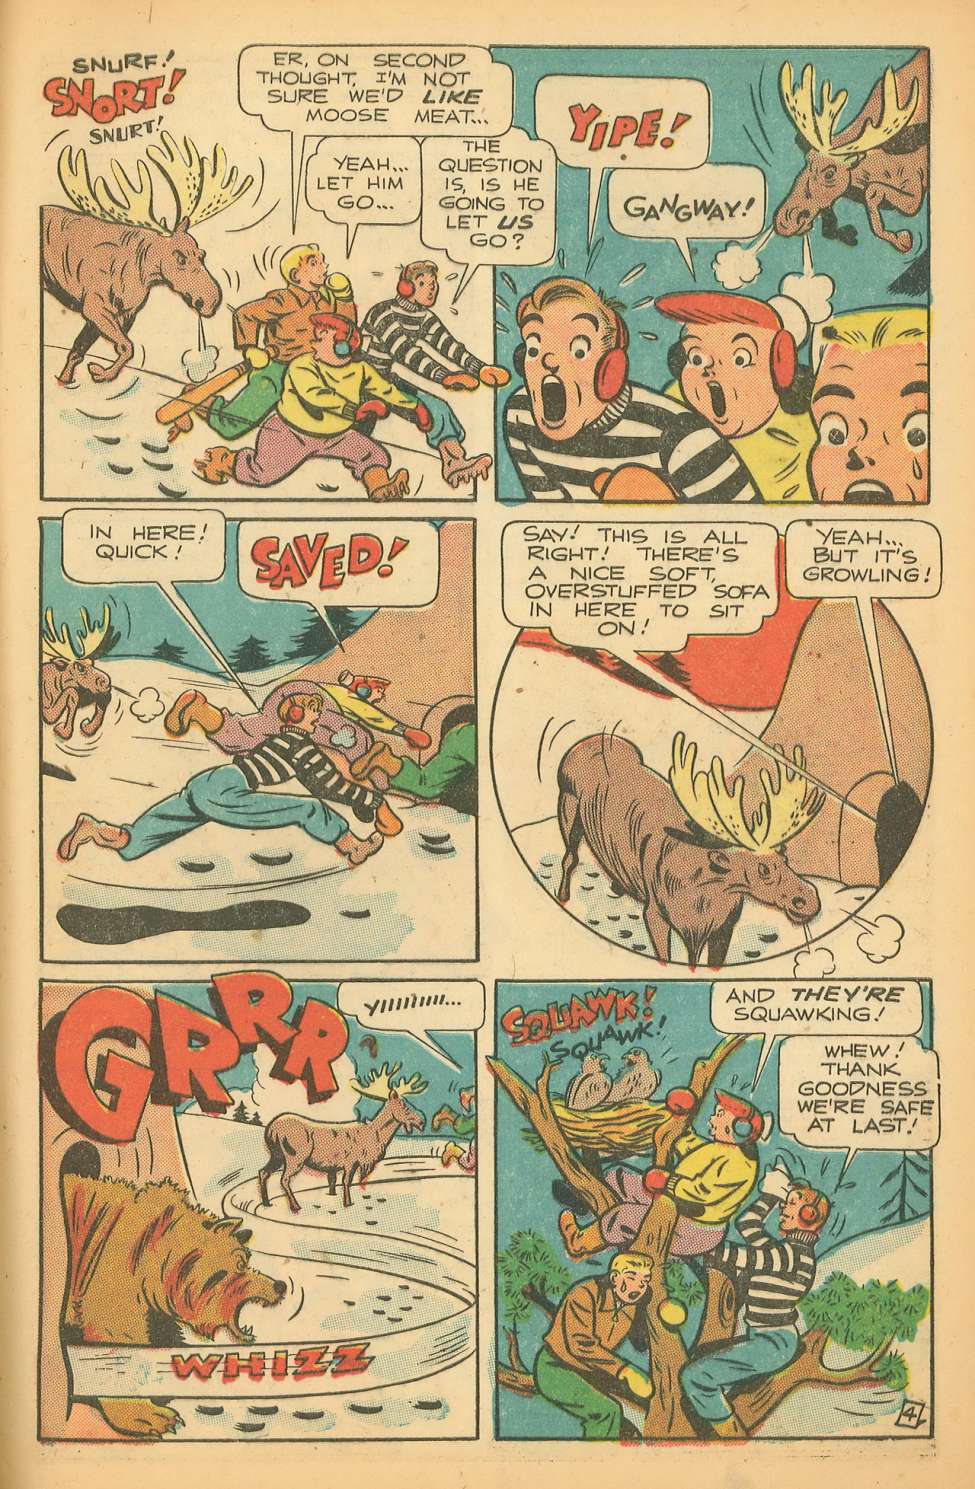 SNURF!
SNORT!
SNURT!
ER, ON SECOND
THOUGHT, I'M NOT
SURE WE'D LIKE
MOOSE MEAT...
YEAH...
LET HIM
GO...
THE
QUESTION
IS, IS HE
GOING TO
LET US
GO?
YIPE!
GANGWAY!
IN HERE!
QUICK!
SAVED!
SAY! THIS IS ALL
RIGHT! THERE'S
A NICE SOFT,
OVERSTUFFED SOFA
IN HERE TO SIT
ON!
YEAH...
BUT IT'S
GROWLING!
GRRR
YIIIIIIII...
WHIZZ
SQUAWK!
SQUAWK!
AND THEY'RE
SQUAWKING!
WHEW!
THANK
GOODNESS
WE'RE SAFE
AT LAST!
4